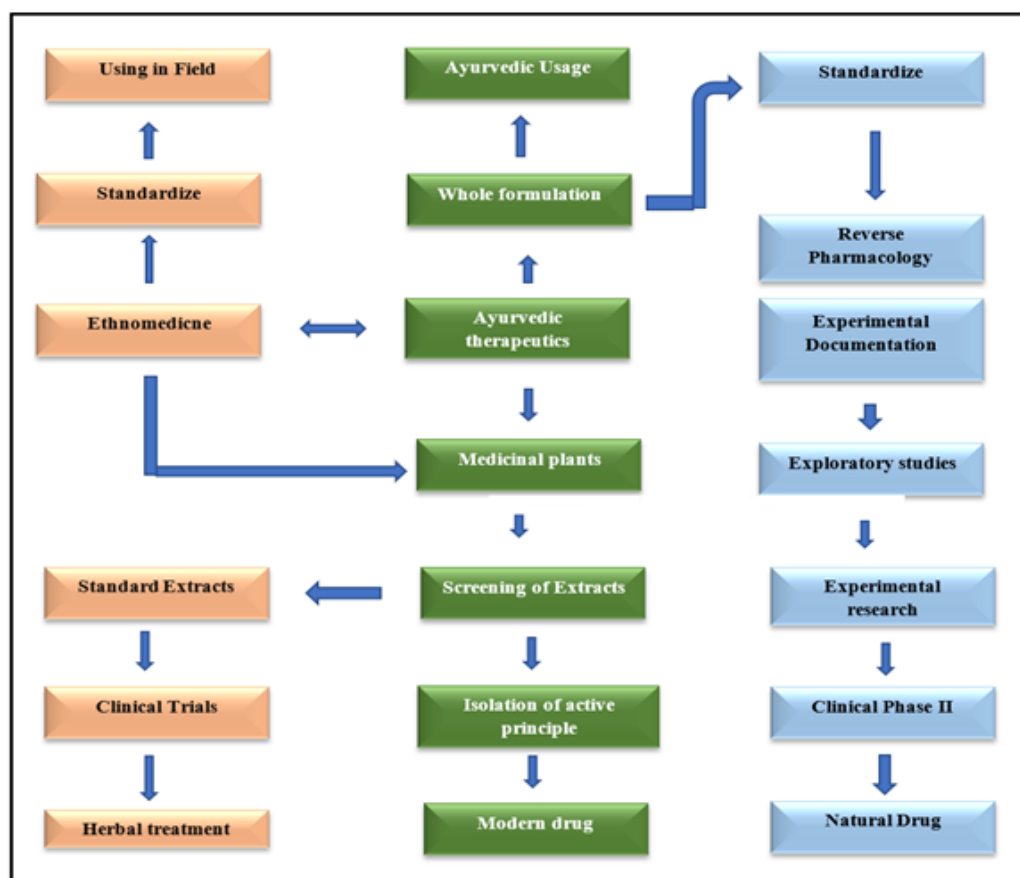 Using in Field
Ayurvedic Usage
Standardize
Standardize
Whole formulation
Reverse
Pharmacology
Ethnomedicne
Ayurvedic
therapeutics
Experimental
Documentation
Medicinal plants
Exploratory studies
Standard Extracts
Screening of Extracts
Experimental
research
Clinical Trials
Isolation of active
principle
Clinical Phase II
Herbal treatment
Modern drug
Natural Drug